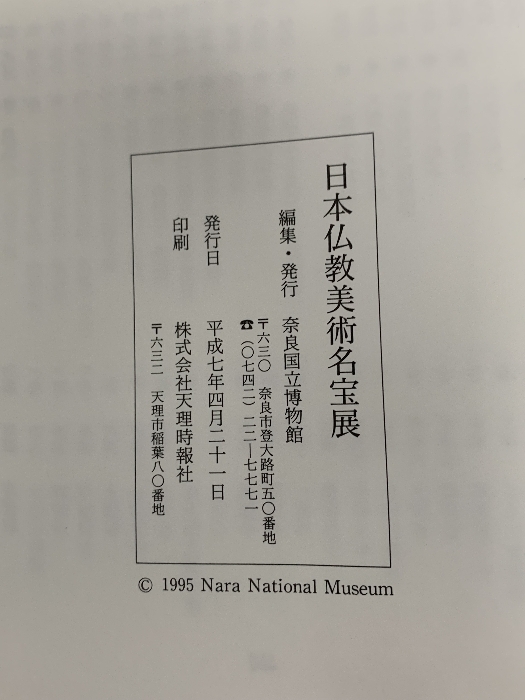 日本仏教美術名宝展
編集・発行 奈良国立博物館
〒六三〇 奈良市登大路町五〇番地
☎(〇七四二)二二―七七七一
発行日 平成七年四月二十一日
印刷 株式会社天理時報社
〒六三二 天理市稲葉八〇番地
© 1995 Nara National Museum